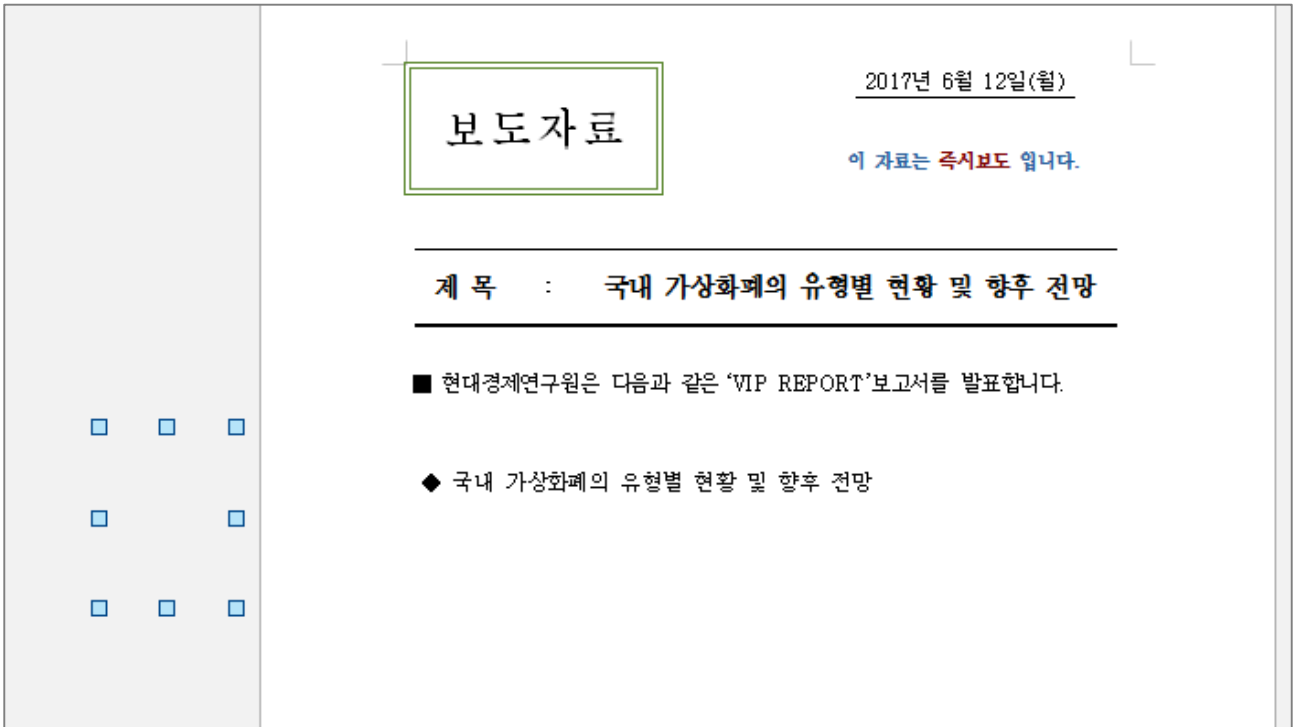 보도자료
2017년 6월 12일(월)
이 자료는 즉시보도 입니다.
제 목 : 국내 가상화폐의 유형별 현황 및 향후 전망
■ 현대경제연구원은 다음과 같은 ‘VIP REPORT’보고서를 발표합니다.
◆ 국내 가상화폐의 유형별 현황 및 향후 전망